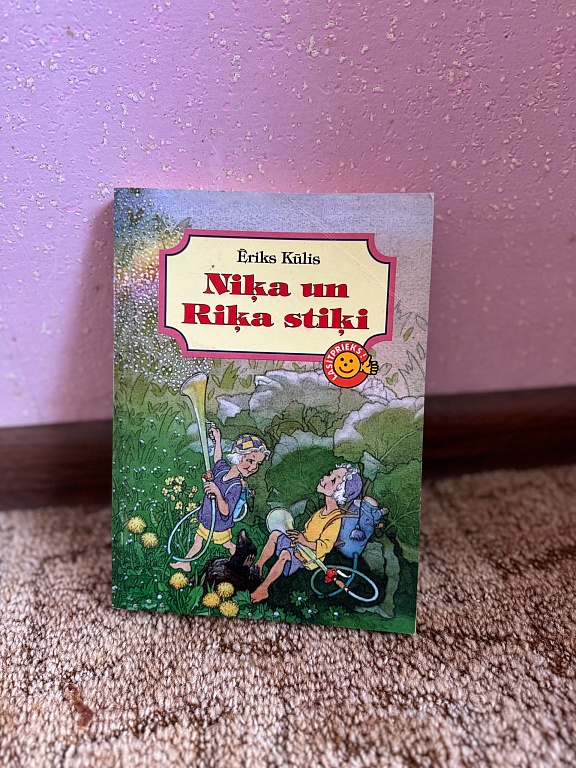 Ēriks Kūlis
Niķa un
Riķa stiķi
LASĪTPRIEKS!